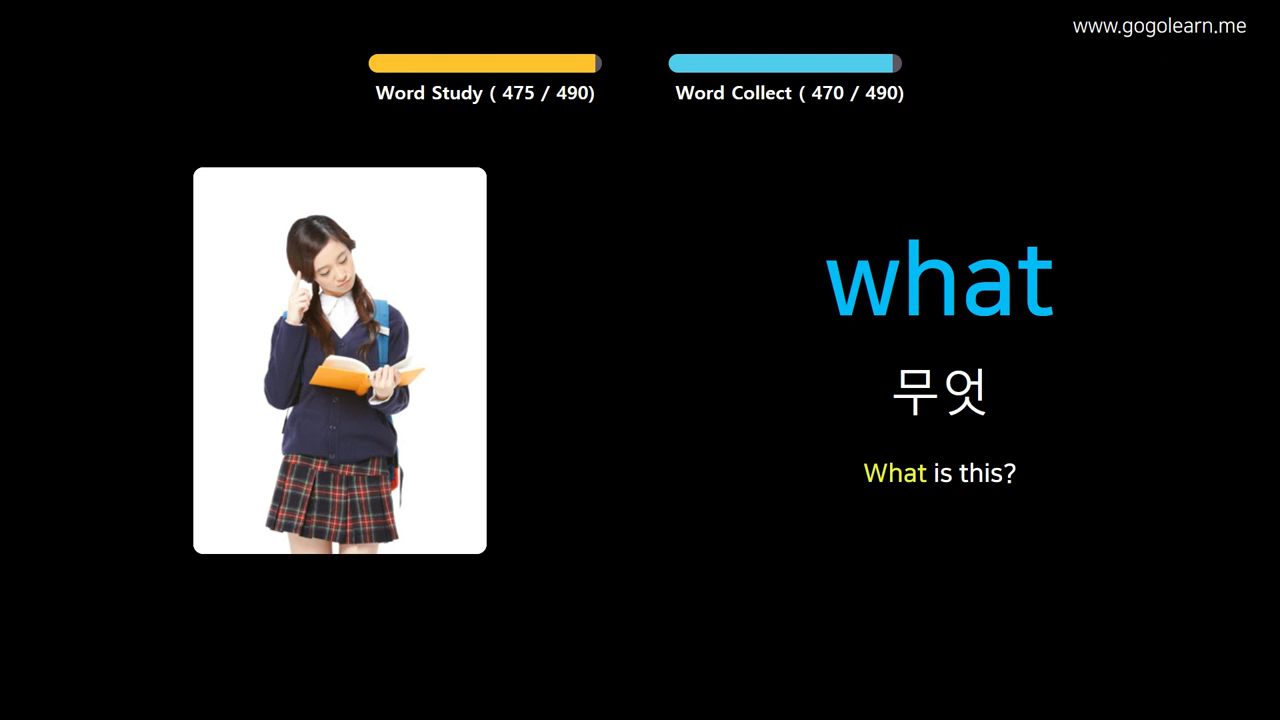 www.gogolearn.me
Word Study ( 475 / 490)
Word Collect ( 470 / 490)
what
무엇
What is this?